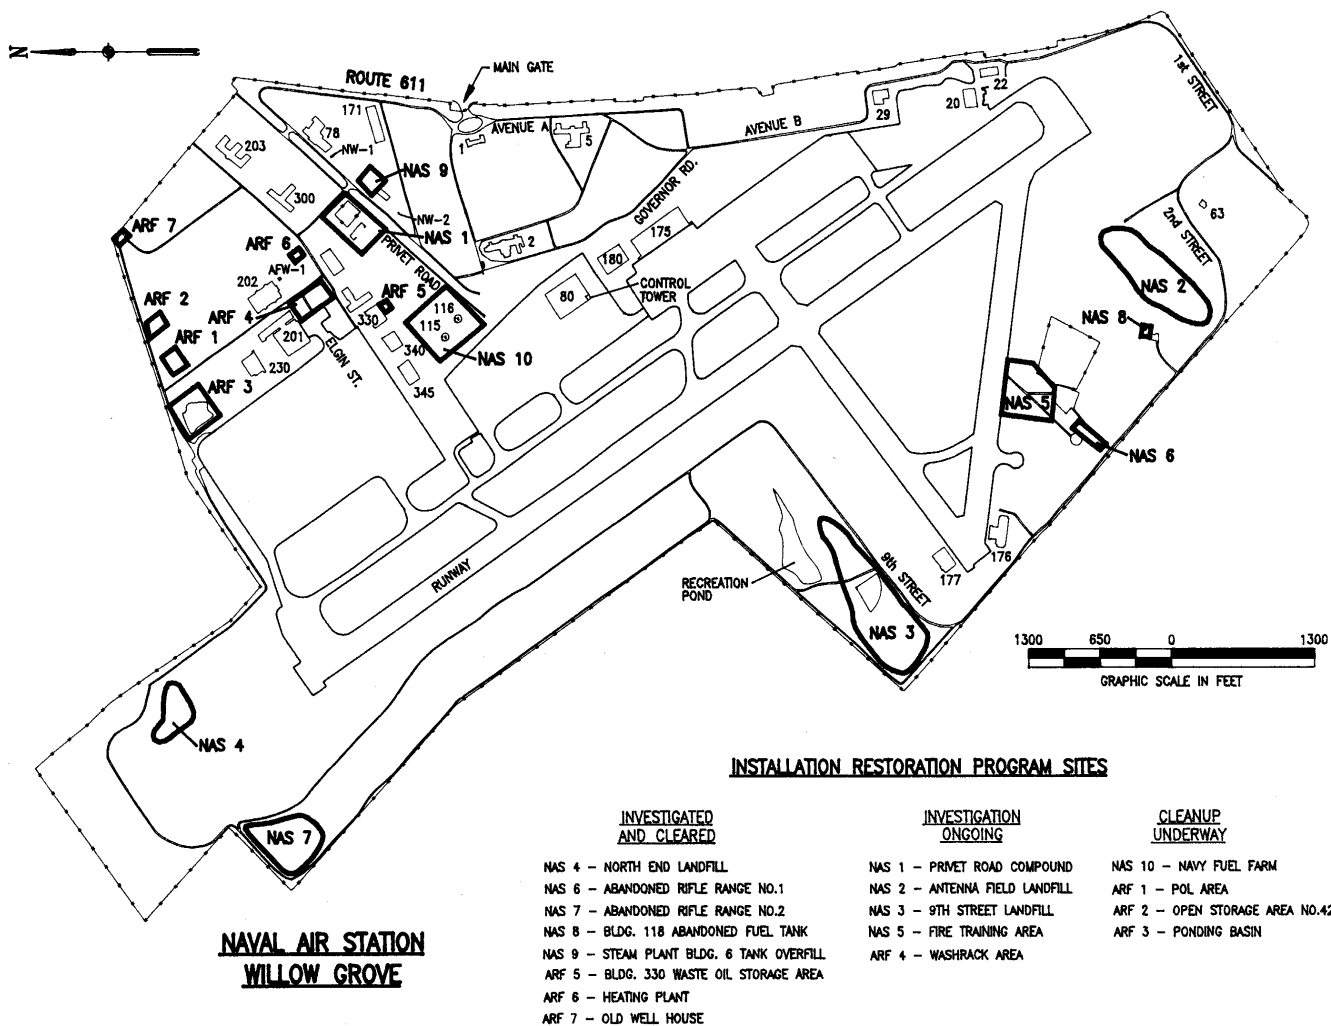 N
ROUTE 611
MAIN GATE
1st STREET
171
78
NW-1
203
300
NAS 9
NW-2
NAS 1
AVENUE A
1
5
AVENUE B
29
20
22
GOVERNOR RD.
175
180
2
80
CONTROL
TOWER
63
2nd STREET
NAS 2
NAS 8
ARF 7
ARF 6
AFW-1
202
PRIVET ROAD
ARF 5
ARF 2
ARF 4
ARF 1
330
116
115
201
ELGIN ST.
340
NAS 10
230
345
ARF 3
NAS 5
NAS 6
RUNWAY
RECREATION
POND
9th STREET
177
176
NAS 3
1300 650 0 1300
GRAPHIC SCALE IN FEET
NAS 4
NAS 7
INSTALLATION RESTORATION PROGRAM SITES
INVESTIGATED
AND CLEARED
NAS 4 – NORTH END LANDFILL
NAS 6 – ABANDONED RIFLE RANGE NO.1
NAS 7 – ABANDONED RIFLE RANGE NO.2
NAS 8 – BLDG. 118 ABANDONED FUEL TANK
NAS 9 – STEAM PLANT BLDG. 6 TANK OVERFILL
ARF 5 – BLDG. 330 WASTE OIL STORAGE AREA
ARF 6 – HEATING PLANT
ARF 7 – OLD WELL HOUSE
INVESTIGATION
ONGOING
NAS 1 – PRIVET ROAD COMPOUND
NAS 2 – ANTENNA FIELD LANDFILL
NAS 3 – 9TH STREET LANDFILL
NAS 5 – FIRE TRAINING AREA
ARF 4 – WASHRACK AREA
CLEANUP
UNDERWAY
NAS 10 – NAVY FUEL FARM
ARF 1 – POL AREA
ARF 2 – OPEN STORAGE AREA NO.42
ARF 3 – PONDING BASIN
NAVAL AIR STATION
WILLOW GROVE